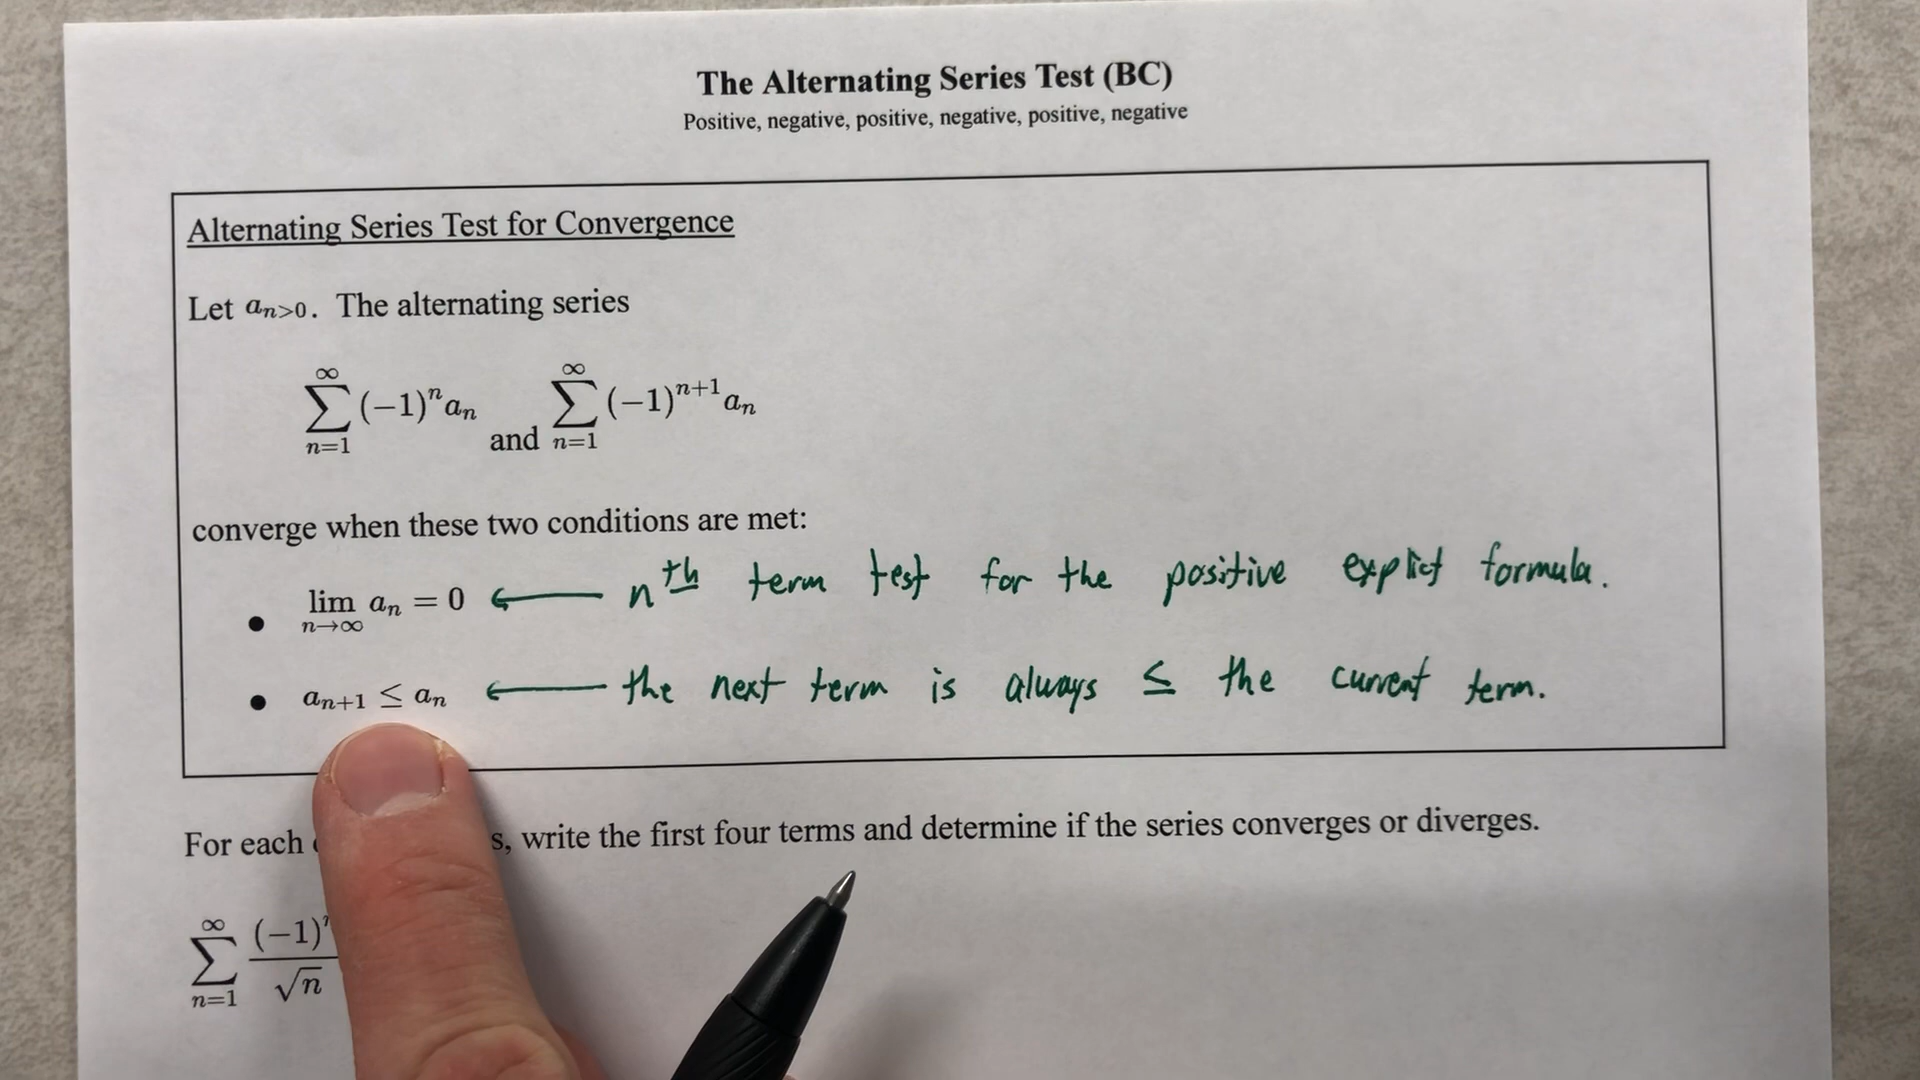 The Alternating Series Test (BC)
Positive, negative, positive, negative, positive, negative
Alternating Series Test for Convergence
Let aₙ>₀. The alternating series
∞ ∑ n=1 (−1)ⁿaₙ and ∞ ∑ n=1 (−1)ⁿ⁺¹aₙ
converge when these two conditions are met:
• lim n→∞ aₙ = 0 ← nth term test for the positive explict formula.
• aₙ₊₁ ≤ aₙ ← the next term is always ≤ the current term.
For each s, write the first four terms and determine if the series converges or diverges.
∞ ∑ n=1 (−1) / √n